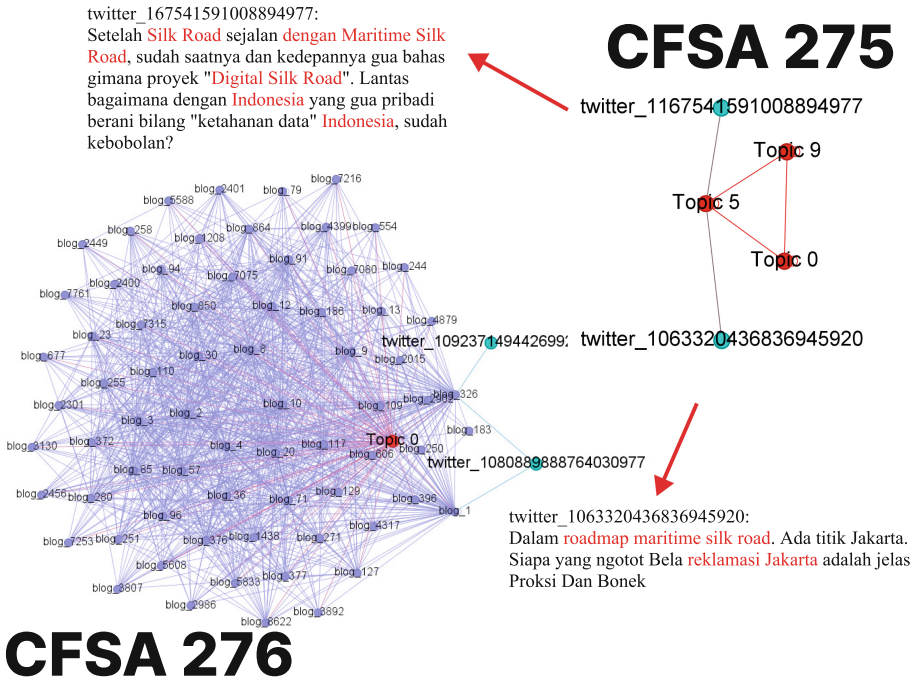 twitter_1675415910088​94977:
Setelah Silk Road sejalan dengan Maritime Silk
Road, sudah saatnya dan kedepannya gua bahas
gimana proyek "Digital Silk Road". Lantas
bagaimana dengan Indonesia yang gua pribadi
berani bilang "ketahanan data" Indonesia, sudah
kebobolan?
CFSA 275
twitter_1167541591008894977
Topic 9
Topic 5
Topic 0
twitter_1063320436836945920
blog_7216
blog_2401
blog_79
blog_5588
blog_864
blog_4399
blog_554
blog_258
blog_1208
blog_2449
blog_91
blog_94
blog_7075
blog_7080
blog_244
blog_2400
blog_7761
blog_850
blog_12
blog_186
blog_13
blog_7315
blog_4879
blog_23
twitter_109237149442699
blog_30
blog_9
blog_677
blog_2015
blog_110
blog_255
blog_326
blog_10
blog_109
blog_2301
blog_2
blog_3
blog_183
Topic 0
blog_3130
blog_372
blog_4
blog_117
blog_250
blog_20
blog_606
twitter_1080889888764030977
blog_85
blog_57
blog_2456
blog_280
blog_36
blog_71
blog_129
blog_396
blog_1
blog_96
blog_4317
blog_7253
blog_251
blog_376
blog_1438
blog_271
blog_5608
blog_127
blog_377
blog_5833
blog_3807
blog_2986
blog_3892
blog_8622
CFSA 276
twitter_1063320436836945920:
Dalam roadmap maritime silk road. Ada titik Jakarta.
Siapa yang ngotot Bela reklamasi Jakarta adalah jelas
Proksi Dan Bonek